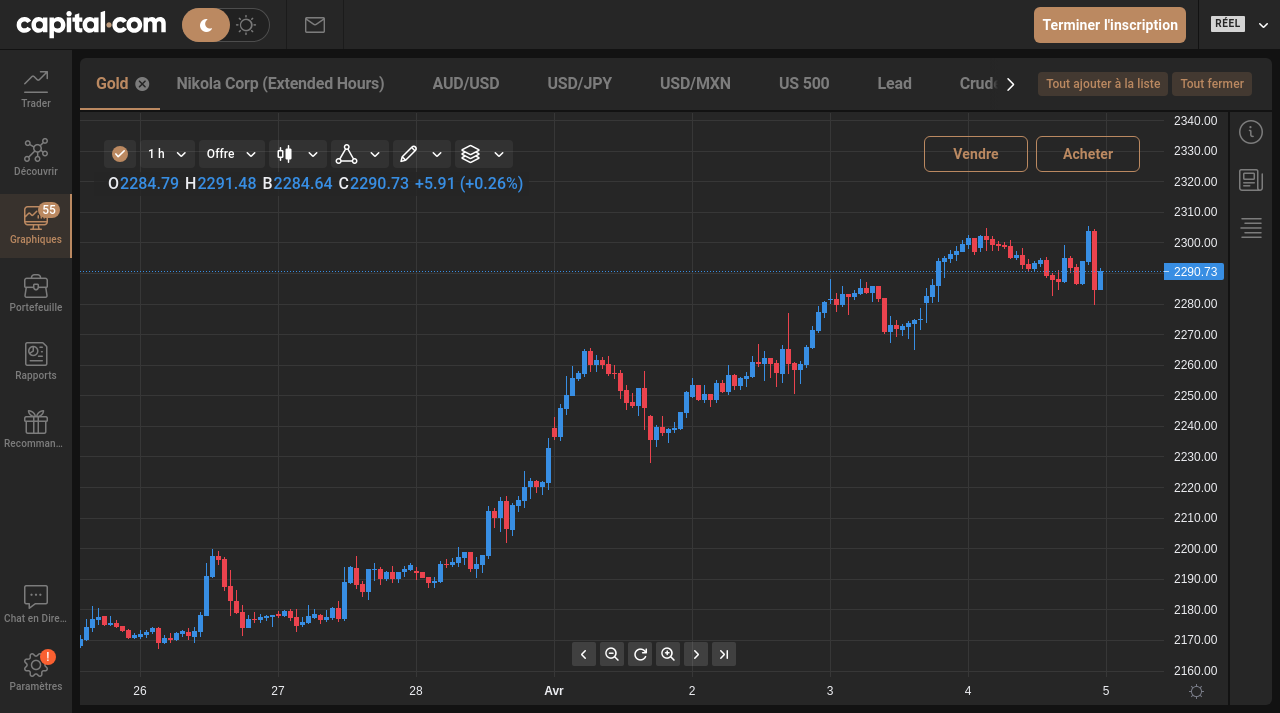 capital.com
Terminer l'inscription
RÉEL
Trader
Découvrir
55
Graphiques
Portefeuille
Rapports
Recomman...
Chat en Dire...
!
Paramètres
Gold
Nikola Corp (Extended Hours)
AUD/USD
USD/JPY
USD/MXN
US 500
Lead
Crud
Tout ajouter à la liste
Tout fermer
1 h
Offre
Vendre
Acheter
O2284.79 H2291.48 B2284.64 C2290.73 +5.91 (+0.26%)
2340.00
2330.00
2320.00
2310.00
2300.00
2290.73
2280.00
2270.00
2260.00
2250.00
2240.00
2230.00
2220.00
2210.00
2200.00
2190.00
2180.00
2170.00
2160.00
26 27 28 Avr 2 3 4 5